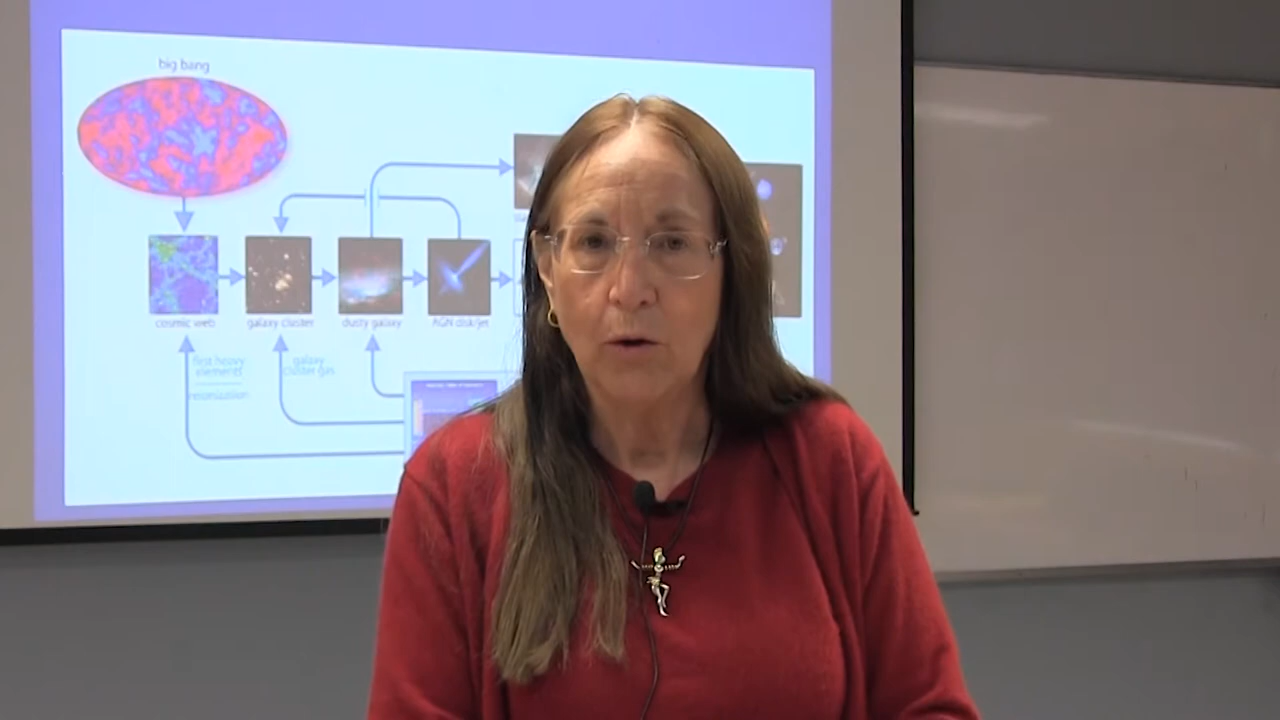 big bang
cosmic web
galaxy cluster
dusty galaxy
AGN disk/jet
first heavy
elements
reionization
galaxy
cluster gas